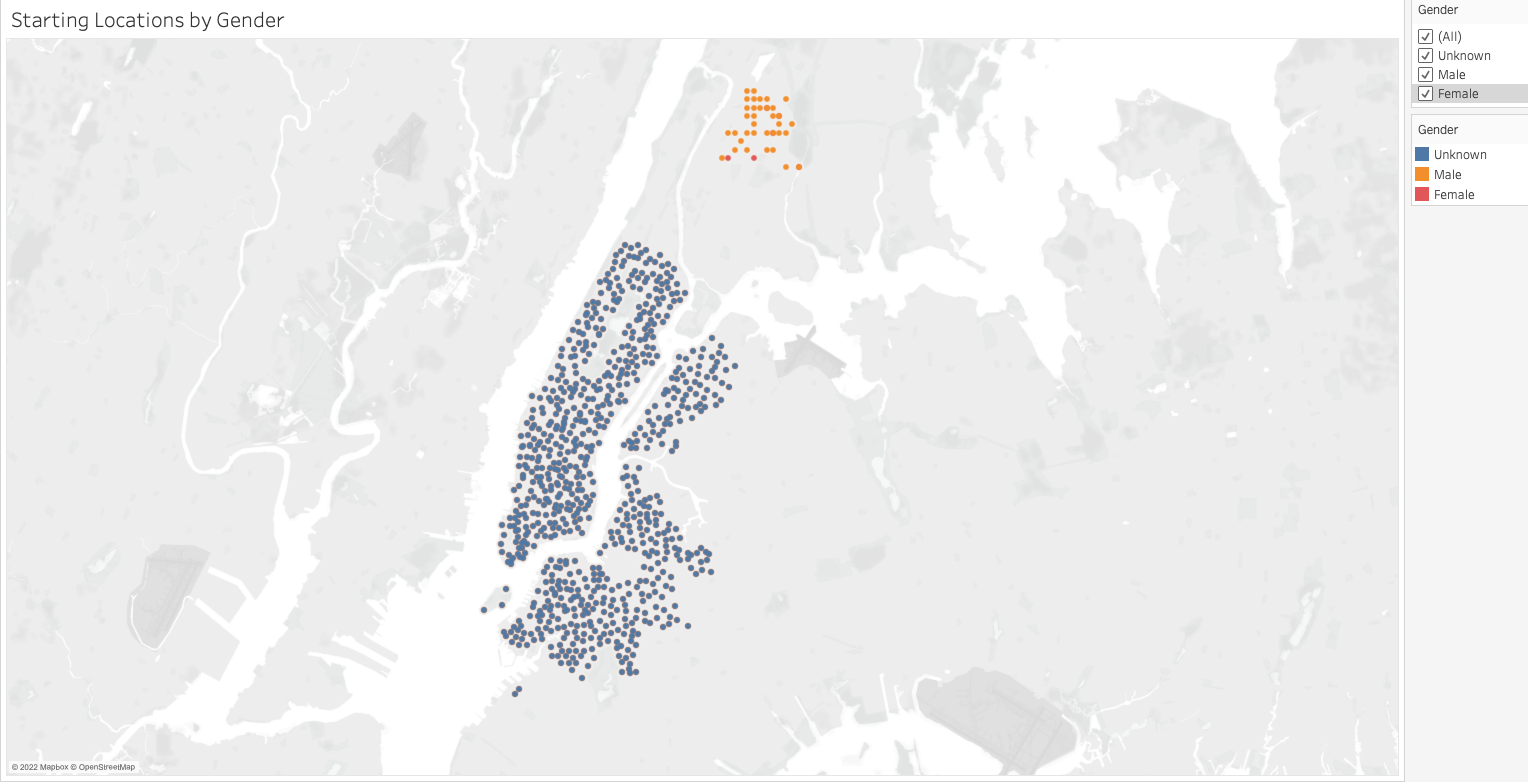 Starting Locations by Gender
Gender
(All)
Unknown
Male
Female
Gender
Unknown
Male
Female
© 2022 Mapbox © OpenStreetMap